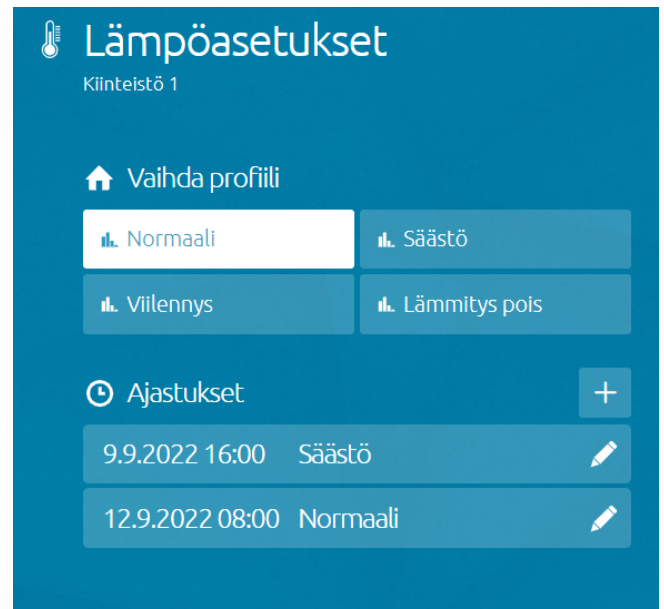 Lämpöasetukset
Kiinteistö 1
Vaihda profiili
Normaali
Säästö
Viilennys
Lämmitys pois
Ajastukset
9.9.2022 16:00 Säästö
12.9.2022 08:00 Normaali